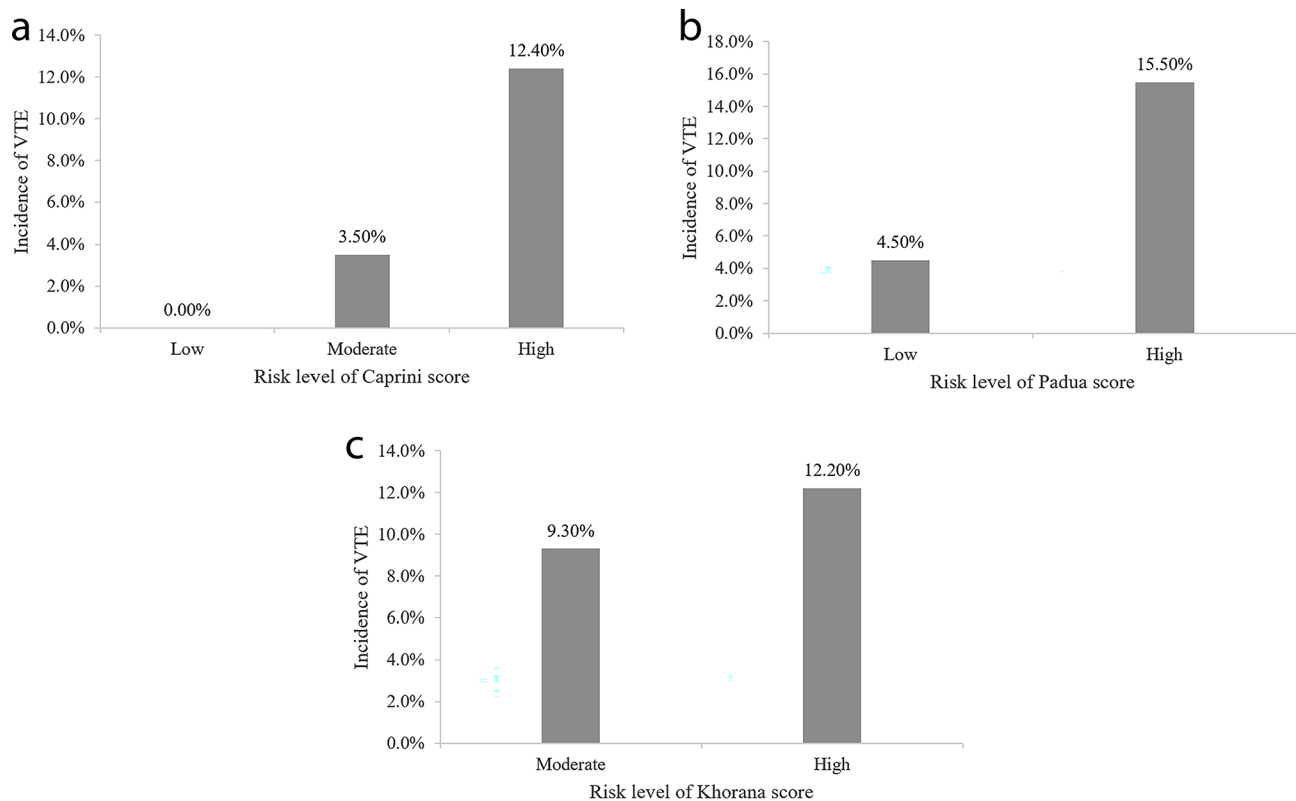 a
14.0%
12.0%
10.0%
8.0%
6.0%
4.0%
2.0%
0.0%
Incidence of VTE
0.00%
3.50%
12.40%
Low
Moderate
High
Risk level of Caprini score
b
18.0%
16.0%
14.0%
12.0%
10.0%
8.0%
6.0%
4.0%
2.0%
0.0%
Incidence of VTE
4.50%
15.50%
Low
High
Risk level of Padua score
c
14.0%
12.0%
10.0%
8.0%
6.0%
4.0%
2.0%
0.0%
Incidence of VTE
9.30%
12.20%
Moderate
High
Risk level of Khorana score